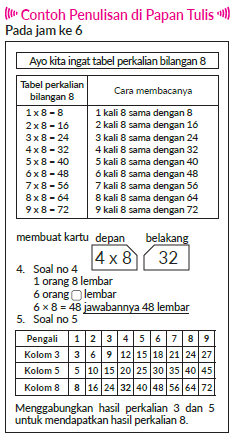 Contoh Penulisan di Papan Tulis
Pada jam ke 6
Ayo kita ingat tabel perkalian bilangan 8
Tabel perkalian bilangan 8 Cara membacanya
1 x 8 = 8 1 kali 8 sama dengan 8
2 x 8 = 16 2 kali 8 sama dengan 16
3 x 8 = 24 3 kali 8 sama dengan 24
4 x 8 = 32 4 kali 8 sama dengan 32
5 x 8 = 40 5 kali 8 sama dengan 40
6 x 8 = 48 6 kali 8 sama dengan 48
7 x 8 = 56 7 kali 8 sama dengan 56
8 x 8 = 64 8 kali 8 sama dengan 64
9 x 8 = 72 9 kali 8 sama dengan 72
membuat kartu depan belakang
4 x 8 32
4. Soal no 4
1 orang 8 lembar
6 orang □ lembar
6 × 8 = 48 jawabannya 48 lembar
5. Soal no 5
Pengali 1 2 3 4 5 6 7 8 9
Kolom 3 3 6 9 12 15 18 21 24 27
Kolom 5 5 10 15 20 25 30 35 40 45
Kolom 8 8 16 24 32 40 48 56 64 72
Menggabungkan hasil perkalian 3 dan 5
untuk mendapatkan hasil perkalian 8.